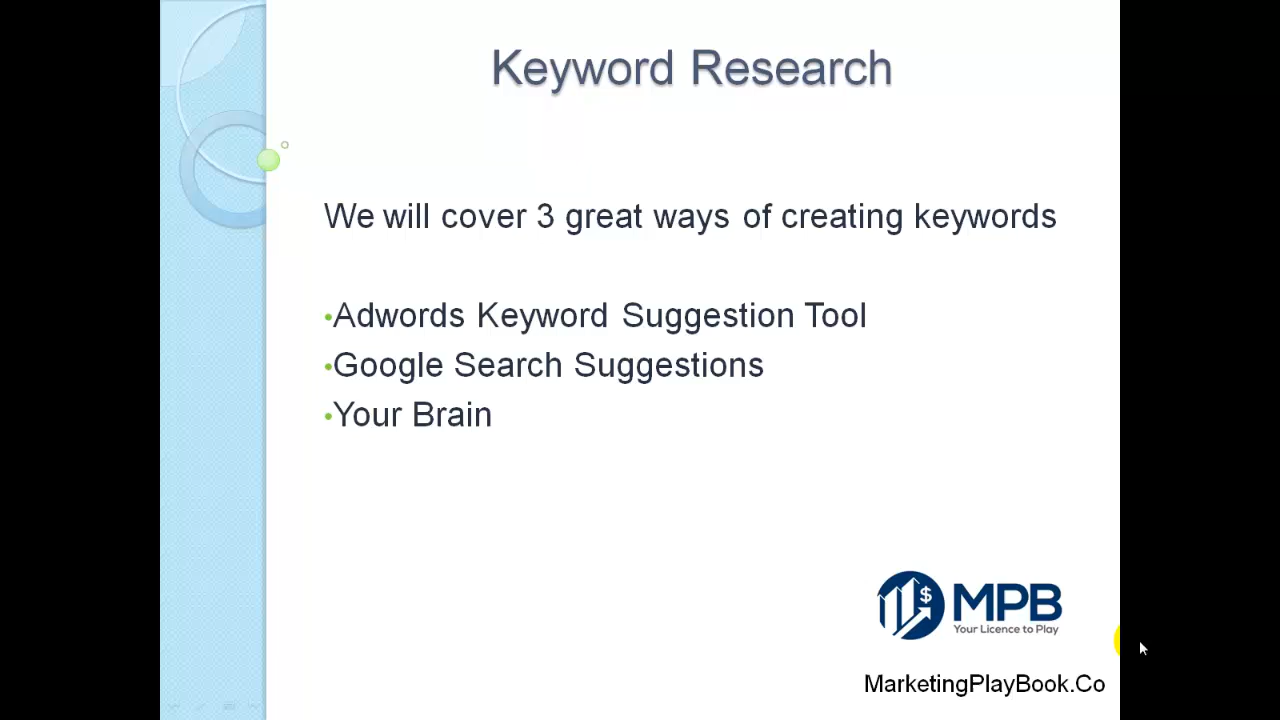 Keyword Research
We will cover 3 great ways of creating keywords
•Adwords Keyword Suggestion Tool
•Google Search Suggestions
•Your Brain
$
MPB
Your Licence to Play
MarketingPlayBook.Co